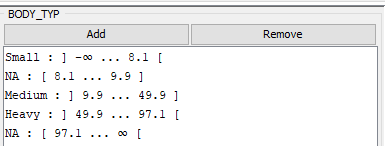 BODY_TYP
Add Remove
Small : ] -∞ ... 8.1 [
NA : [ 8.1 ... 9.9 ]
Medium : ] 9.9 ... 49.9 ]
Heavy : ] 49.9 ... 97.1 [
NA : [ 97.1 ... ∞ [